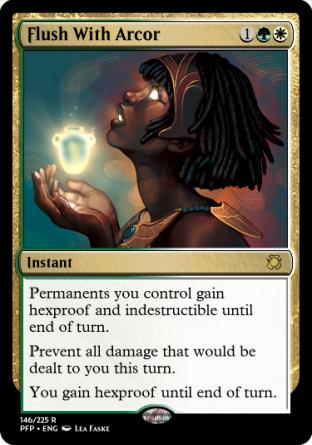 Flush With Arcor 1
Instant
Permanents you control gain
hexproof and indestructible until
end of turn.
Prevent all damage that would be
dealt to you this turn.
You gain hexproof until end of turn.
146/225 R
PFP • ENG Lea Faske